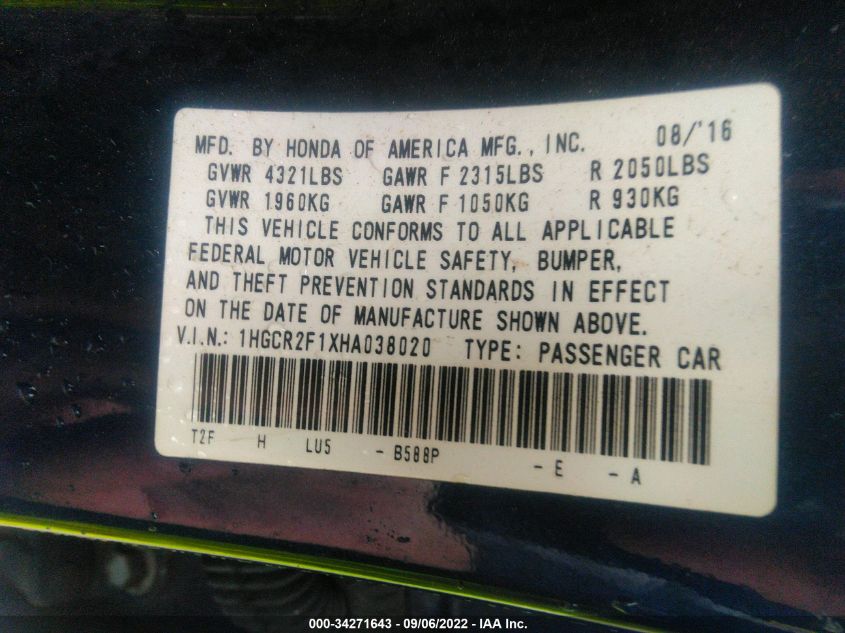 MFD. BY HONDA OF AMERICA MFG., INC. 08/'16
GVWR 4321LBS GAWR F 2315LBS R 2050LBS
GVWR 1960KG GAWR F 1050KG R 930KG
THIS VEHICLE CONFORMS TO ALL APPLICABLE
FEDERAL MOTOR VEHICLE SAFETY, BUMPER,
AND THEFT PREVENTION STANDARDS IN EFFECT
ON THE DATE OF MANUFACTURE SHOWN ABOVE.
V.I.N.: 1HGCR2F1XHA038020 TYPE: PASSENGER CAR
T2F H LU5 - B588P - E - A
000-34271643 - 09/06/2022 - IAA Inc.